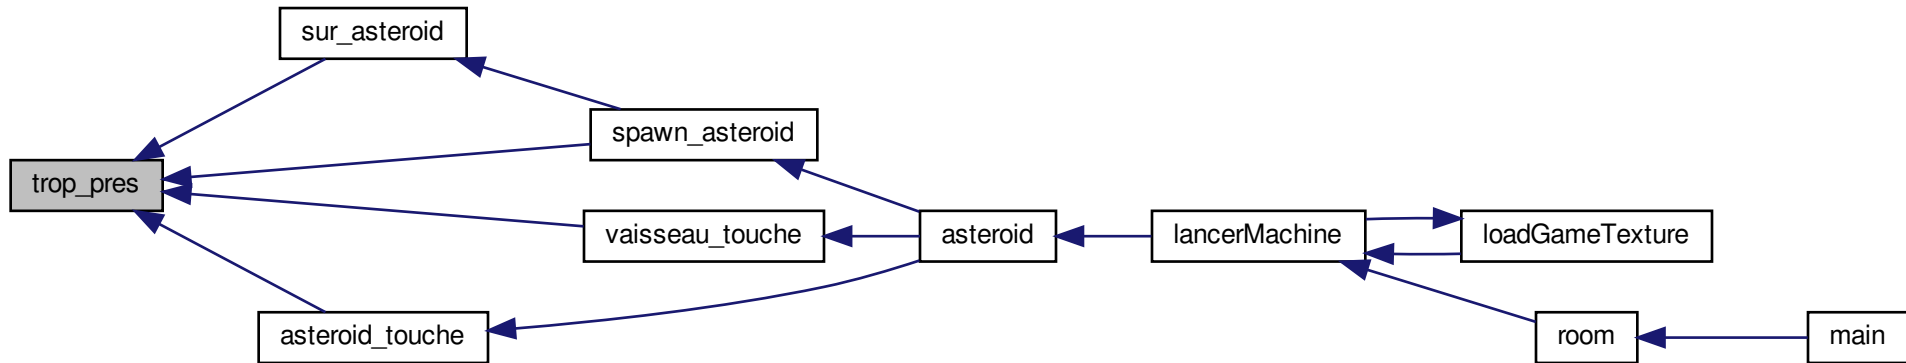 sur_asteroid
spawn_asteroid
trop_pres
vaisseau_touche
asteroid
lancerMachine
loadGameTexture
asteroid_touche
room
main